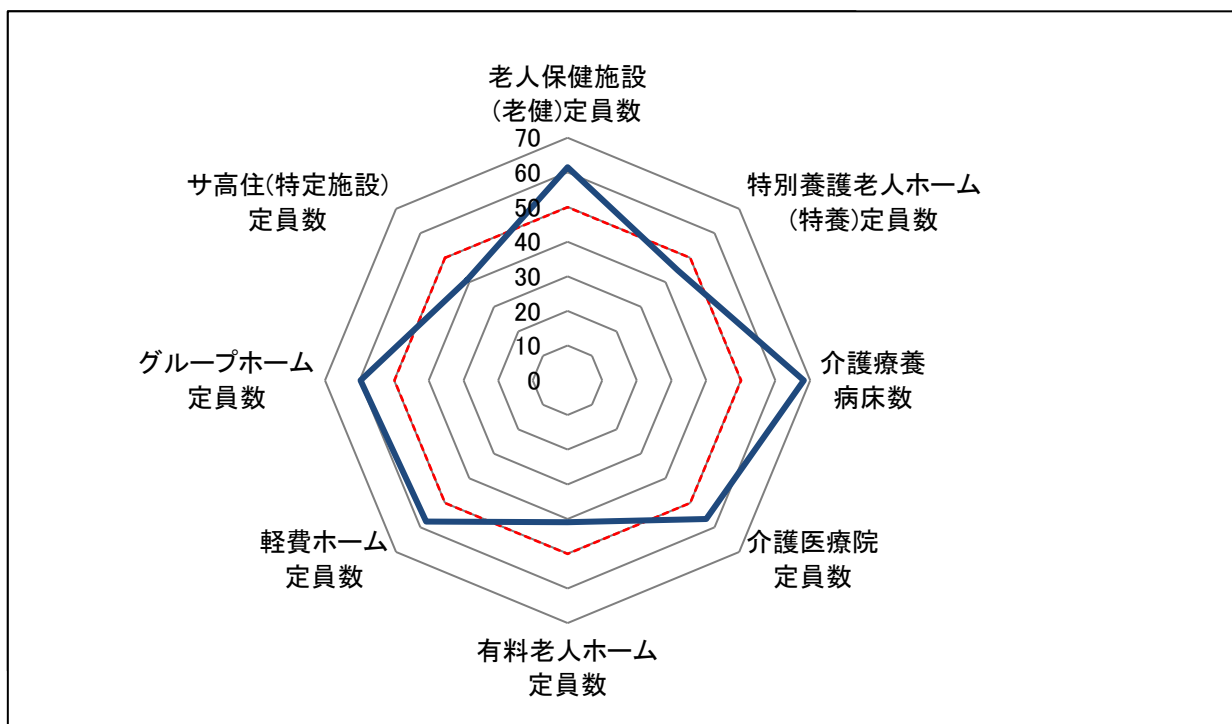 老人保健施設
(老健)定員数
特別養護老人ホーム
(特養)定員数
介護療養
病床数
介護医療院
定員数
有料老人ホーム
定員数
軽費ホーム
定員数
グループホーム
定員数
サ高住(特定施設)
定員数
70
60
50
40
30
20
10
0